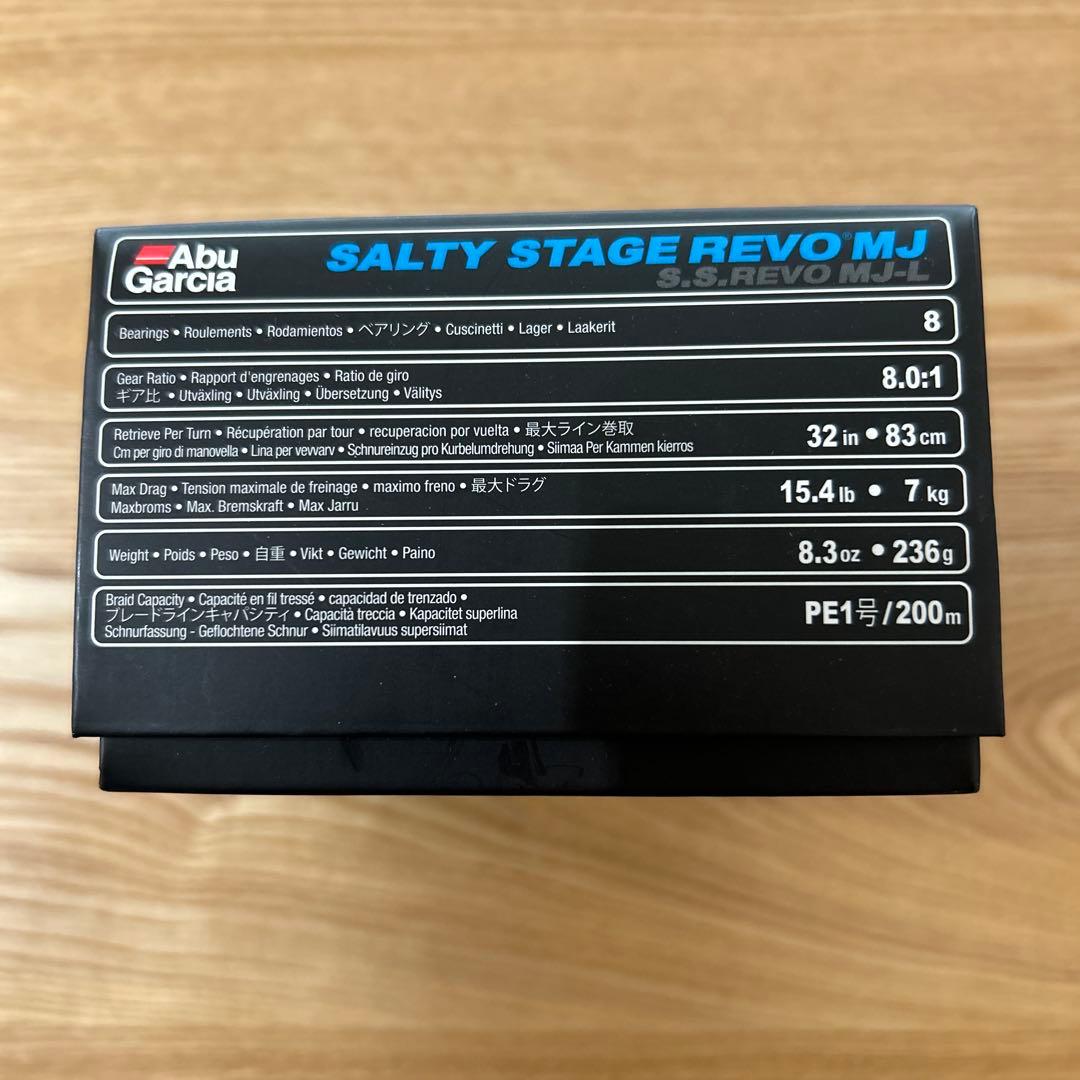 Abu
Garcia
SALTY STAGE REVO® MJ
S.S.REVO MJ-L
Bearings • Roulements • Rodamientos • ベアリング • Cuscinetti • Lager • Laakerit
8
Gear Ratio • Rapport d'engrenages • Ratio de giro
ギア比 • Utväxling • Utväxling • Übersetzung • Välitys
8.0:1
Retrieve Per Turn • Récupération par tour • recuperacion por vuelta • 最大ライン巻取
Cm per giro di manovella • Lina per vevvarv • Schnureinzug pro Kurbelumdrehung • Siimaa Per Kammen kierros
32 in • 83cm
Max Drag • Tension maximale de freinage • maximo freno • 最大ドラグ
Maxbroms • Max. Bremskraft • Max Jarru
15.4 lb • 7 kg
Weight • Poids • Peso • 自重 • Vikt • Gewicht • Paino
8.3 oz • 236g
Braid Capacity • Capacité en fil tressé • capacidad de trenzado •
ブレードラインキャパシティ • Capacità treccia • Kapacitet superlina
Schnurfassung - Geflochtene Schnur • Siimatilavuus supersiimat
PE1号/200m